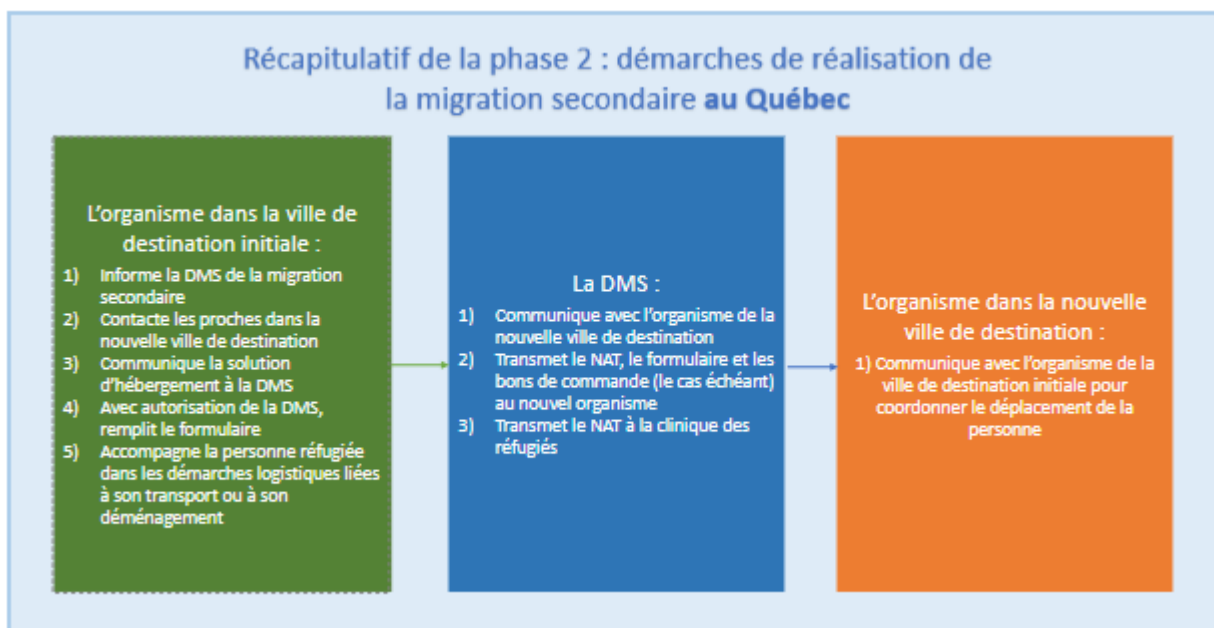 Récapitulatif de la phase 2 : démarches de réalisation de
la migration secondaire au Québec
L'organisme dans la ville de
destination initiale :
1) Informe la DMS de la migration
secondaire
2) Contacte les proches dans la
nouvelle ville de destination
3) Communique la solution
d'hébergement à la DMS
4) Avec autorisation de la DMS,
remplit le formulaire
5) Accompagne la personne réfugiée
dans les démarches logistiques liées
à son transport ou à son
déménagement
La DMS :
1) Communique avec l'organisme de la
nouvelle ville de destination
2) Transmet le NAT, le formulaire et les
bons de commande (le cas échéant)
au nouvel organisme
3) Transmet le NAT à la clinique des
réfugiés
L'organisme dans la nouvelle
ville de destination :
1) Communique avec l'organisme de la
ville de destination initiale pour
coordonner le déplacement de la
personne